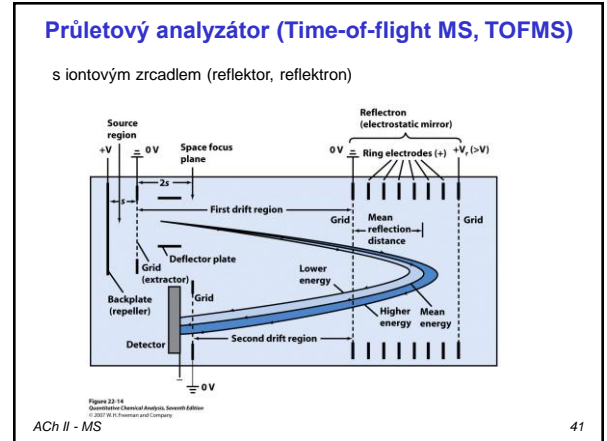 Průletový analyzátor (Time-of-flight MS, TOFMS)
s iontovým zrcadlem (reflektor, reflektron)
Reflectron
(electrostatic mirror)
Source
region
+V
0 V
Space focus
plane
0 V
Ring electrodes (+)
+Vr (>V)
2s
s
First drift region
Grid
Mean
reflection
distance
Grid
Deflector plate
Grid
(extractor)
Lower
energy
Backplate
(repeller)
Grid
Higher
energy
Mean
energy
Detector
Second drift region
–
0 V
Figure 22-14
Quantitative Chemical Analysis, Seventh Edition
© 2007 W. H. Freeman and Company
ACh II - MS
41